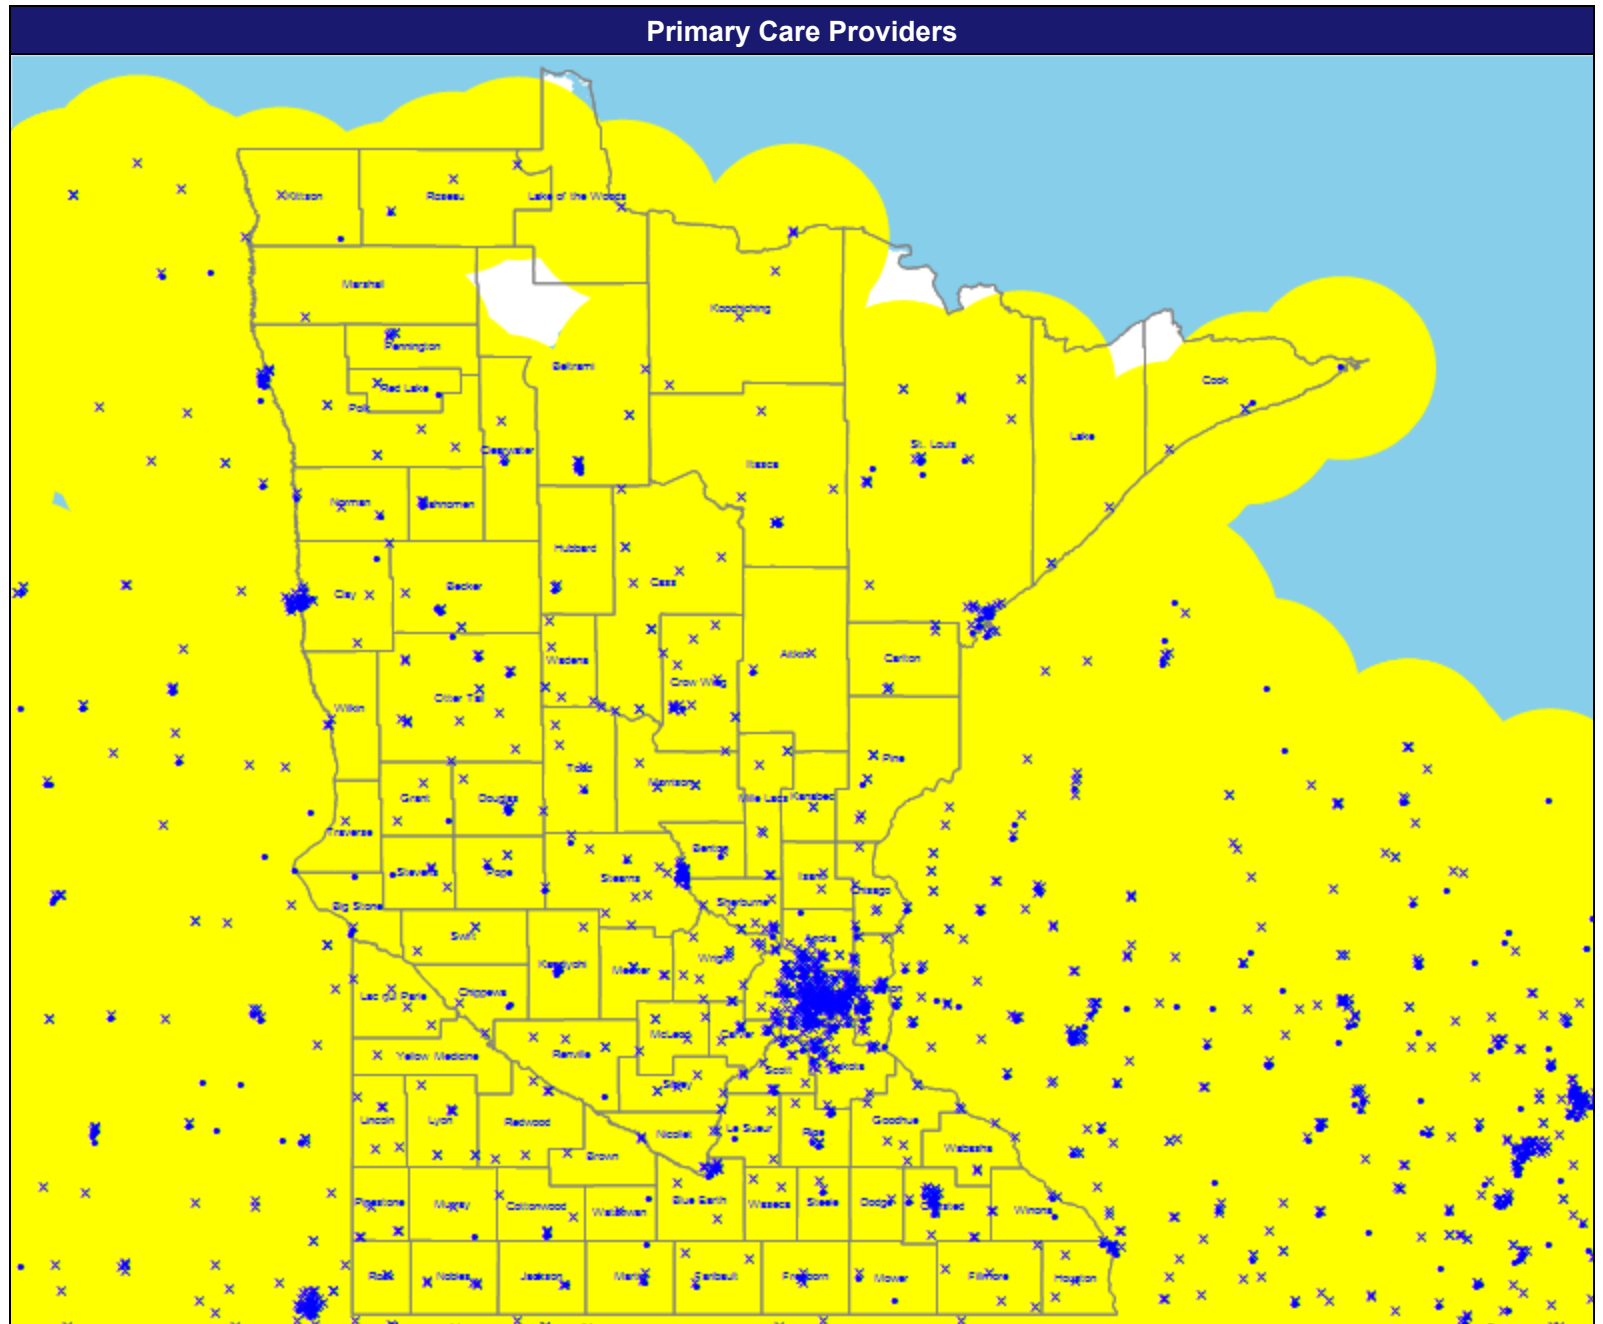 Primary Care Providers
Kittson
Roseau
Lake of the Woods
Marshall
Koochiching
Pennington
Beltrami
Red Lake
Polk
Cook
Lake
St. Louis
Clearwater
Itasca
Norman
Mahnomen
Hubbard
Cass
Becker
Clay
Aitkin
Wadena
Carlton
Crow Wing
Otter Tail
Wilkin
Pine
Todd
Morrison
Grant
Douglas
Mille Lacs
Kanabec
Traverse
Benton
Stevens
Pope
Stearns
Isanti
Chisago
Big Stone
Sherburne
Swift
Anoka
Kandiyohi
Meeker
Wright
Lac qui Parle
Chippewa
McLeod
Carver
Yellow Medicine
Renville
Scott
Dakota
Sibley
Lincoln
Lyon
Redwood
Nicollet
Le Sueur
Rice
Goodhue
Wabasha
Brown
Pipestone
Murray
Cottonwood
Watonwan
Blue Earth
Waseca
Steele
Dodge
Olmsted
Winona
Rock
Nobles
Jackson
Martin
Faribault
Freeborn
Mower
Fillmore
Houston